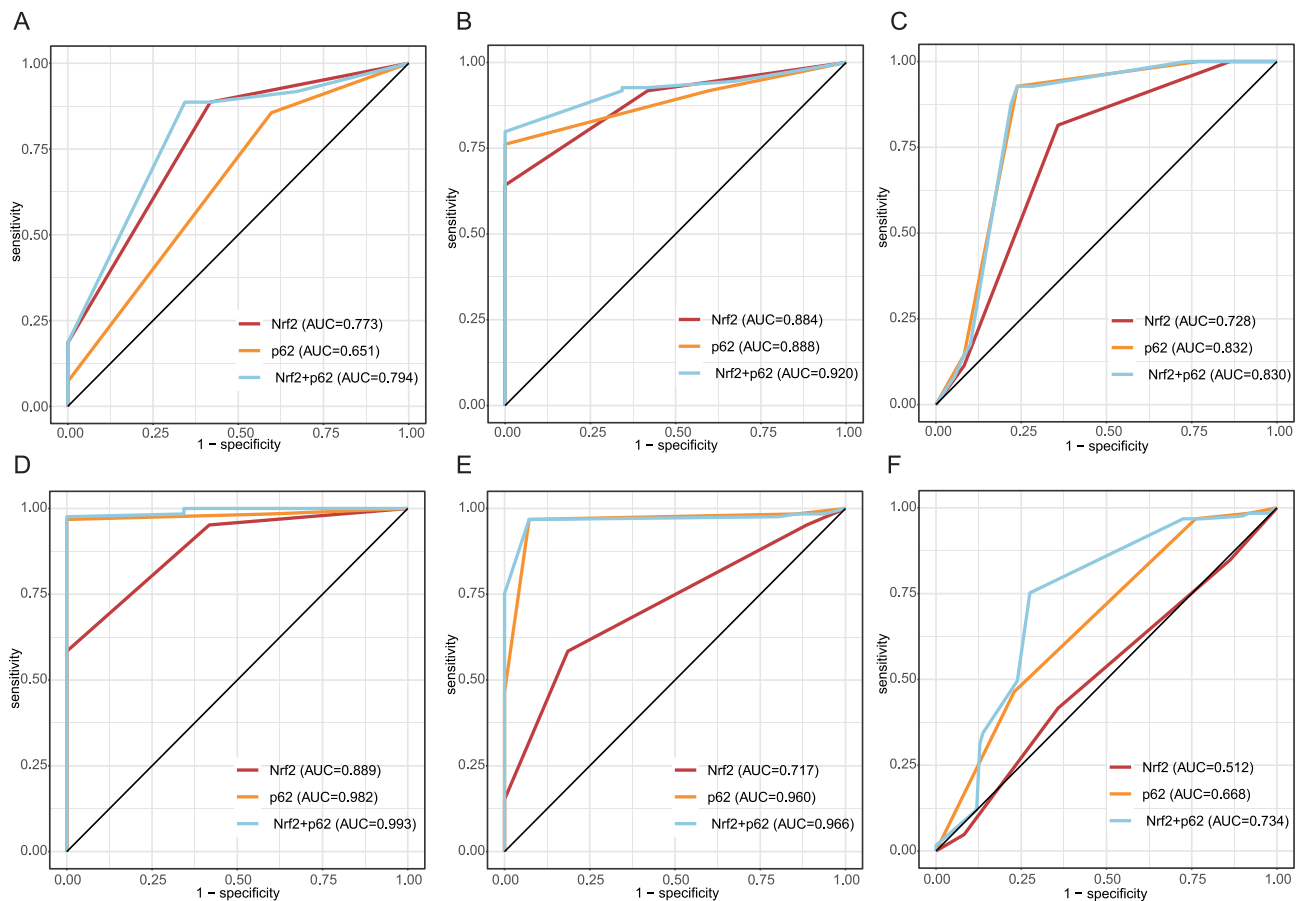 A
1.00
0.75
0.50
0.25
0.00
sensitivity
Nrf2 (AUC=0.773)
p62 (AUC=0.651)
Nrf2+p62 (AUC=0.794)
0.00 0.25 0.50 0.75 1.00
1 − specificity
B
1.00
0.75
0.50
0.25
0.00
sensitivity
Nrf2 (AUC=0.884)
p62 (AUC=0.888)
Nrf2+p62 (AUC=0.920)
0.00 0.25 0.50 0.75 1.00
1 − specificity
C
1.00
0.75
0.50
0.25
0.00
sensitivity
Nrf2 (AUC=0.728)
p62 (AUC=0.832)
Nrf2+p62 (AUC=0.830)
0.00 0.25 0.50 0.75 1.00
1 − specificity
D
1.00
0.75
0.50
0.25
0.00
sensitivity
Nrf2 (AUC=0.889)
p62 (AUC=0.982)
Nrf2+p62 (AUC=0.993)
0.00 0.25 0.50 0.75 1.00
1 − specificity
E
1.00
0.75
0.50
0.25
0.00
sensitivity
Nrf2 (AUC=0.717)
p62 (AUC=0.960)
Nrf2+p62 (AUC=0.966)
0.00 0.25 0.50 0.75 1.00
1 − specificity
F
1.00
0.75
0.50
0.25
0.00
sensitivity
Nrf2 (AUC=0.512)
p62 (AUC=0.668)
Nrf2+p62 (AUC=0.734)
0.00 0.25 0.50 0.75 1.00
1 − specificity